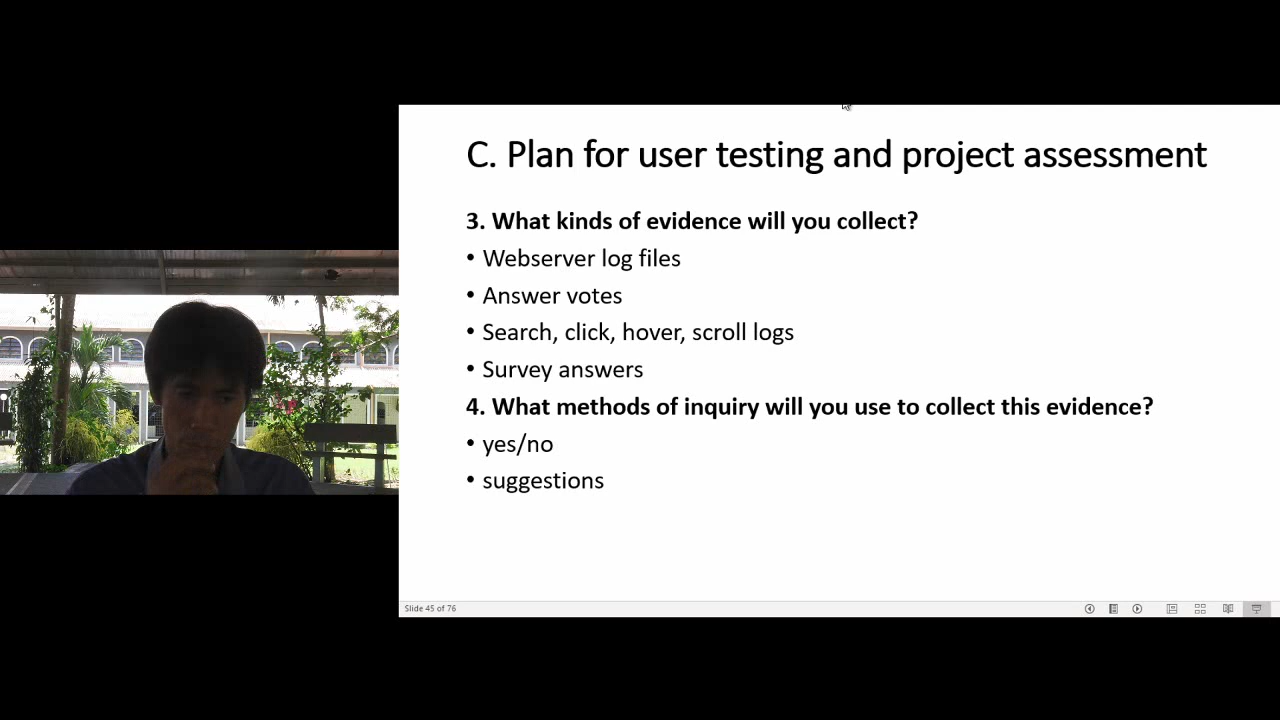 C. Plan for user testing and project assessment
3. What kinds of evidence will you collect?
• Webserver log files
• Answer votes
• Search, click, hover, scroll logs
• Survey answers
4. What methods of inquiry will you use to collect this evidence?
• yes/no
• suggestions
Slide 45 of 76